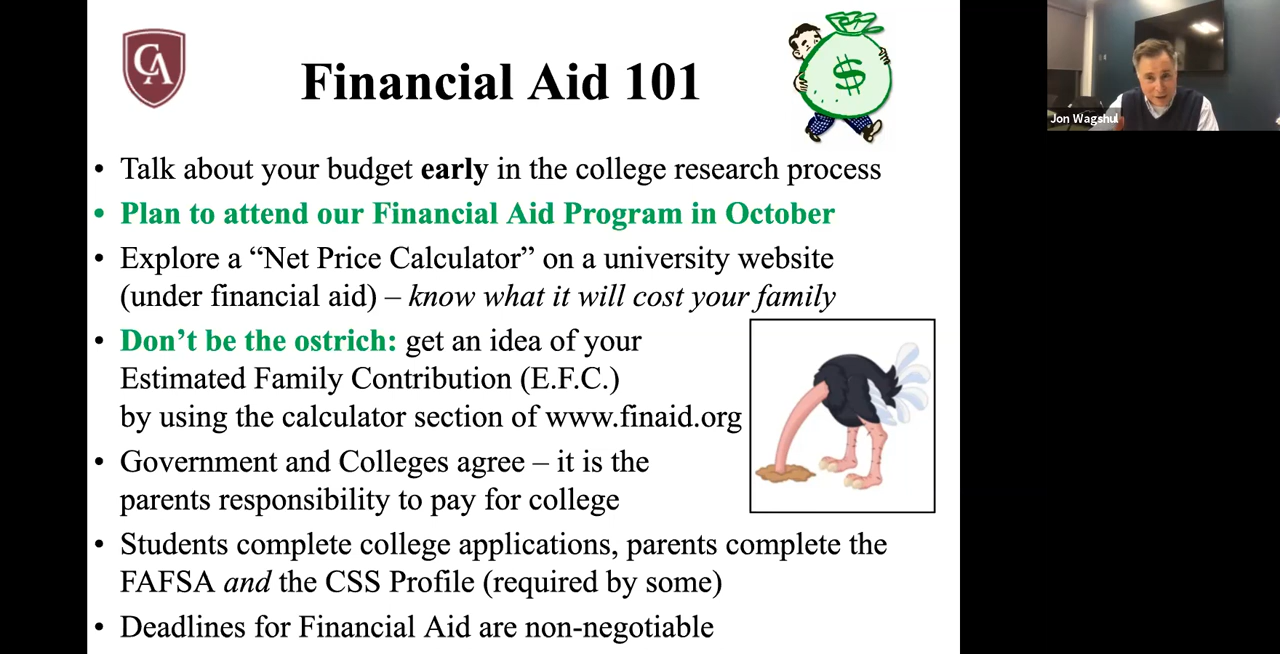 CA
Financial Aid 101
$
• Talk about your budget early in the college research process
• Plan to attend our Financial Aid Program in October
• Explore a “Net Price Calculator” on a university website
(under financial aid) – know what it will cost your family
• Don’t be the ostrich: get an idea of your
Estimated Family Contribution (E.F.C.)
by using the calculator section of www.finaid.org
• Government and Colleges agree – it is the
parents responsibility to pay for college
• Students complete college applications, parents complete the
FAFSA and the CSS Profile (required by some)
• Deadlines for Financial Aid are non-negotiable
Jon Wagshul